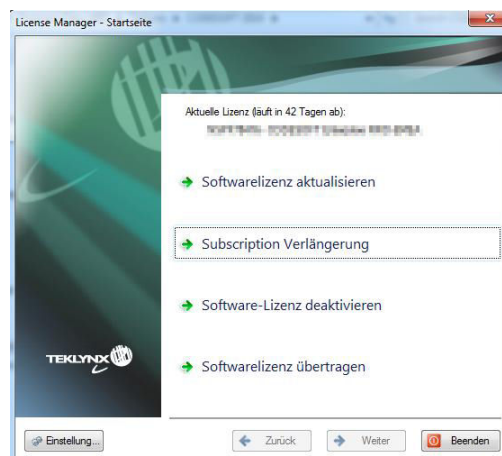 License Manager - Startseite
Aktuelle Lizenz (läuft in 42 Tagen ab):
Softwarelizenz aktualisieren
Subscription Verlängerung
Software-Lizenz deaktivieren
Softwarelizenz übertragen
TEKLYNX
Einstellung...
Zurück
Weiter
Beenden